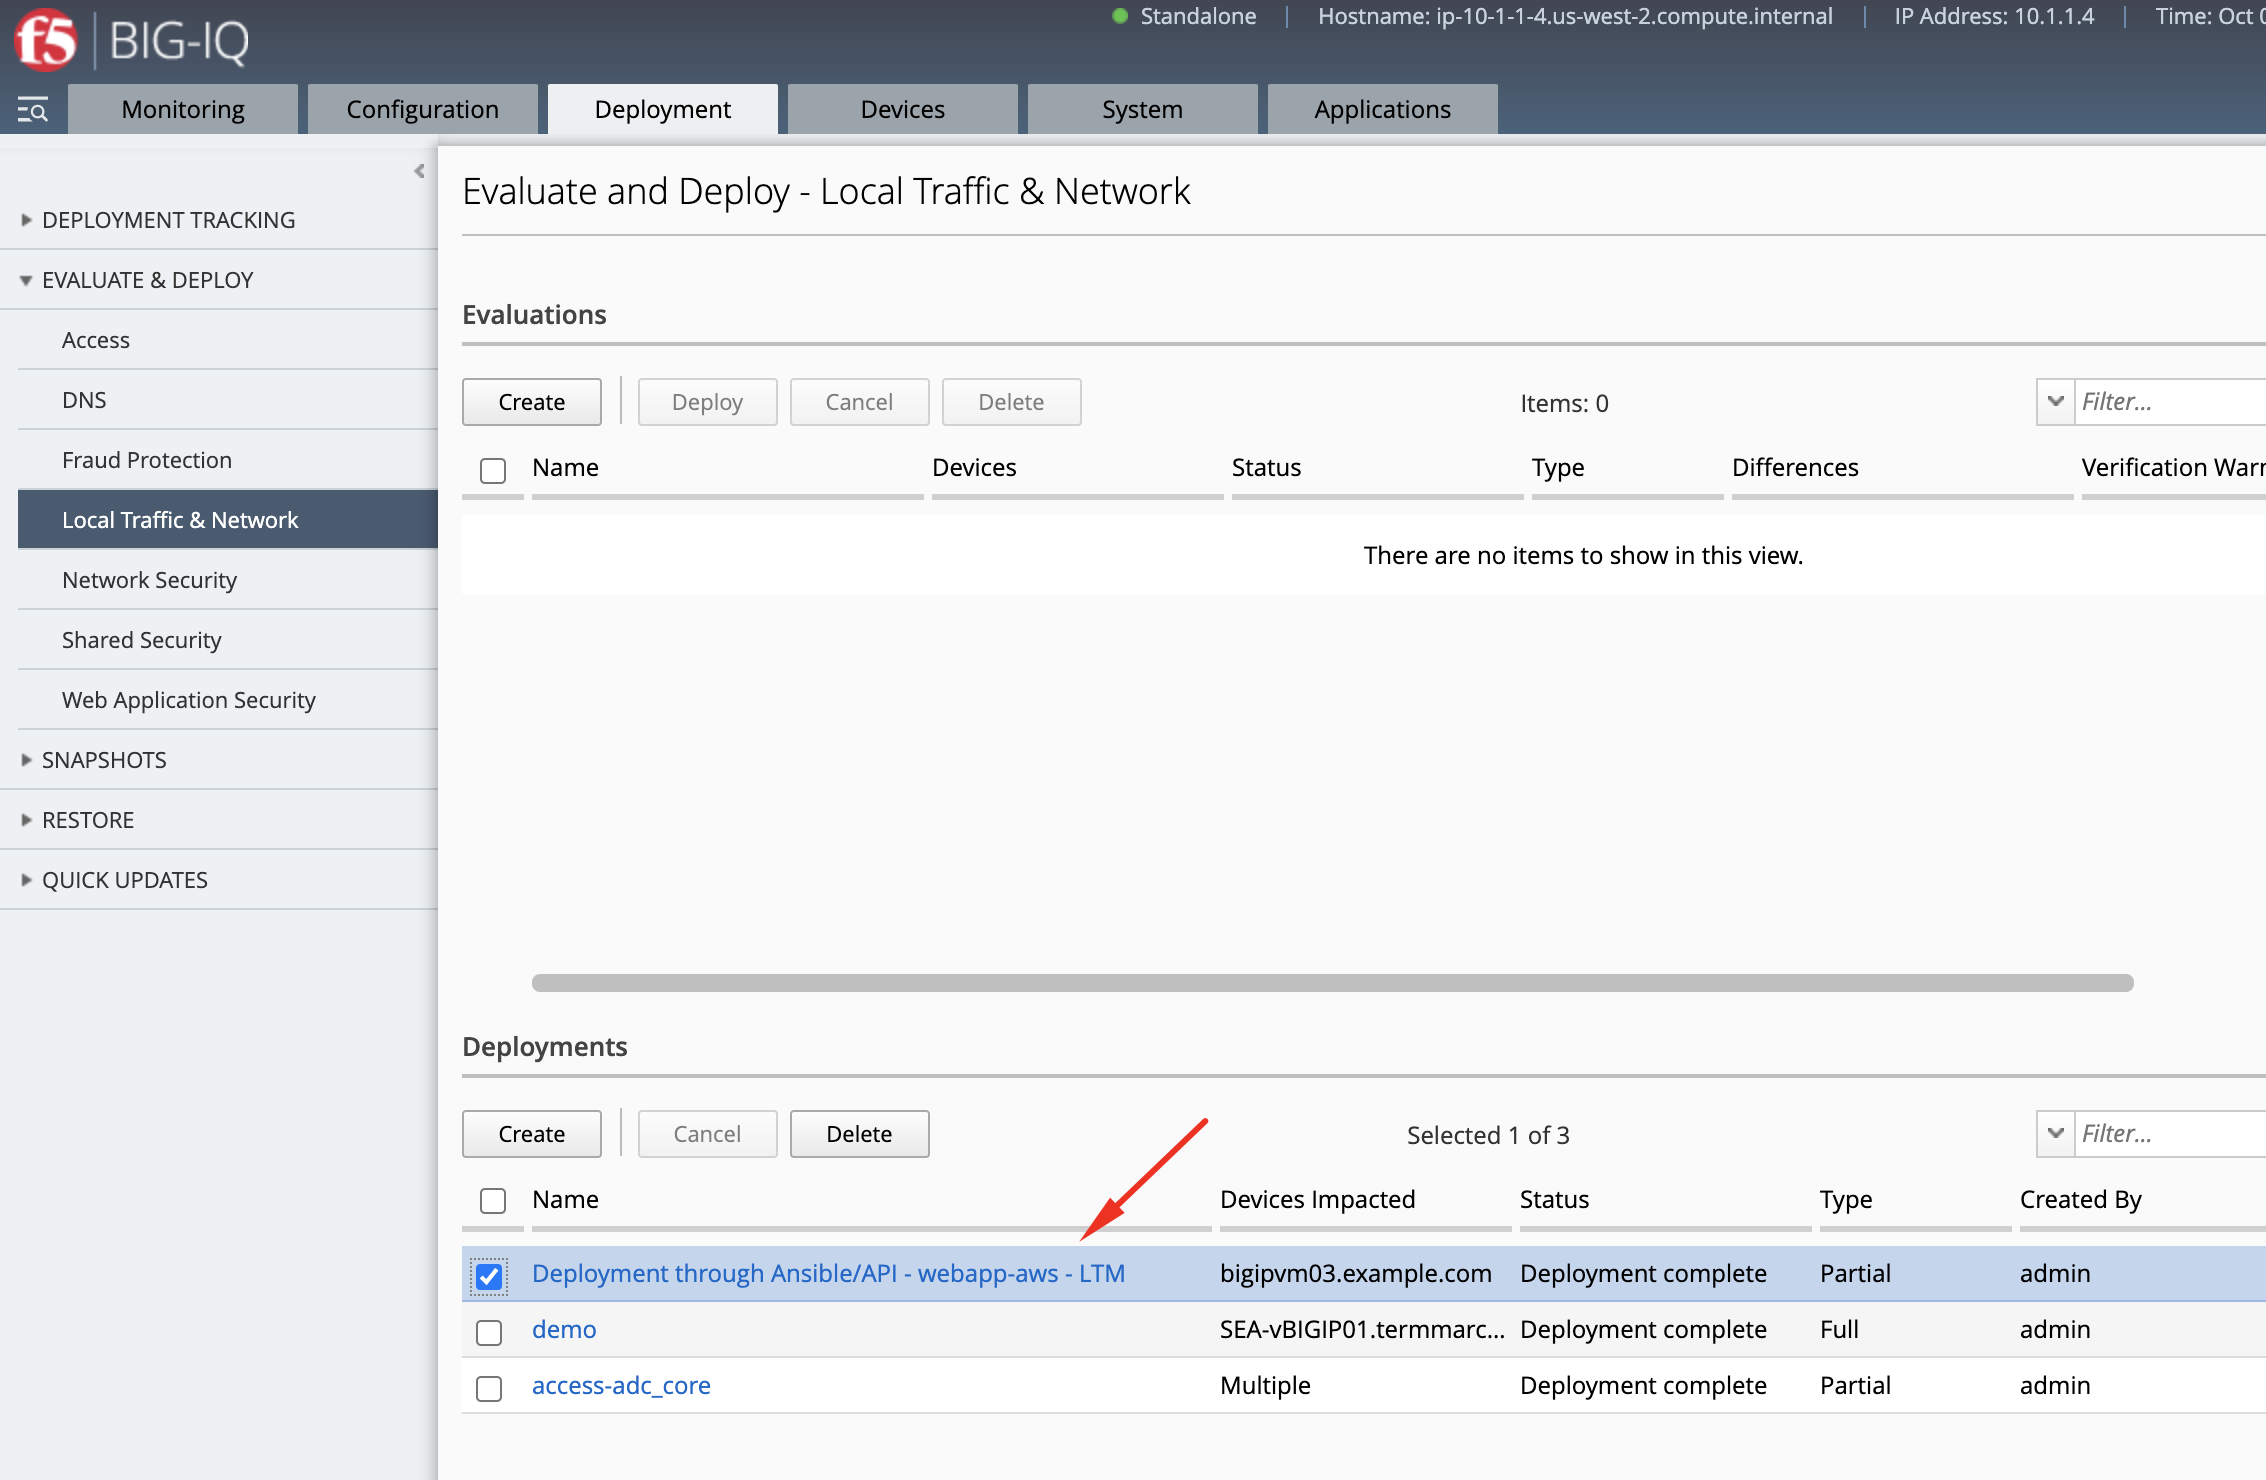 Standalone | Hostname: ip-10-1-1-4.us-west-2.compute.internal | IP Address: 10.1.1.4 | Time: Oct
f5 BIG-IQ
Monitoring Configuration Deployment Devices System Applications
DEPLOYMENT TRACKING
EVALUATE & DEPLOY
Access
DNS
Fraud Protection
Local Traffic & Network
Network Security
Shared Security
Web Application Security
SNAPSHOTS
RESTORE
QUICK UPDATES
Evaluate and Deploy - Local Traffic & Network
Evaluations
Create Deploy Cancel Delete Items: 0 Filter...
Name Devices Status Type Differences Verification
There are no items to show in this view.
Deployments
Create Cancel Delete Selected 1 of 3 Filter...
Name Devices Impacted Status Type Created By
Deployment through Ansible/API - webapp-aws - LTM bigipvm03.example.com Deployment complete Partial admin
demo SEA-vBIGIP01.termmarc... Deployment complete Full admin
access-adc_core Multiple Deployment complete Partial admin